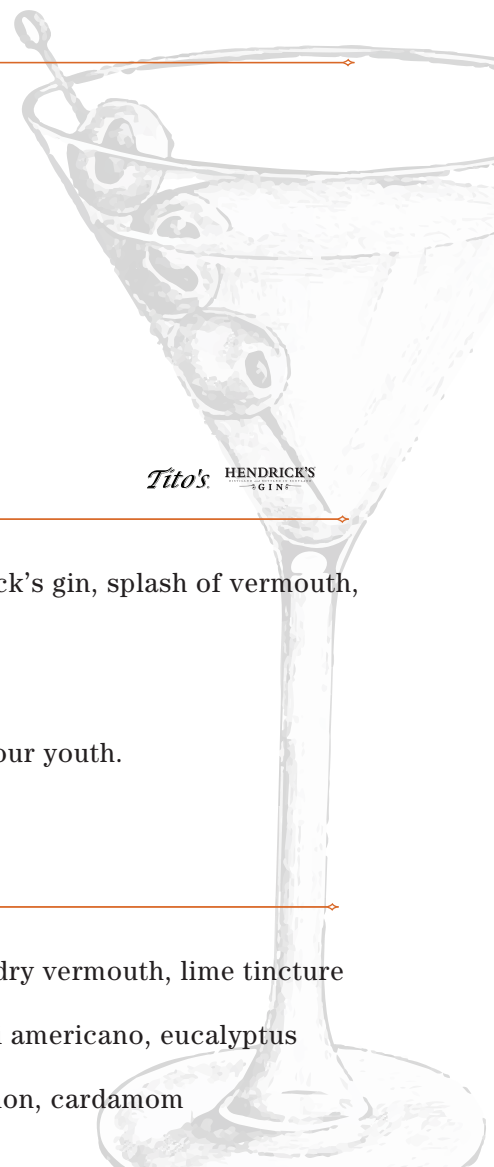 Tito's HENDRICK'S
GIN
ck’s gin, splash of vermouth,
our youth.
dry vermouth, lime tincture
americano, eucalyptus
on, cardamom